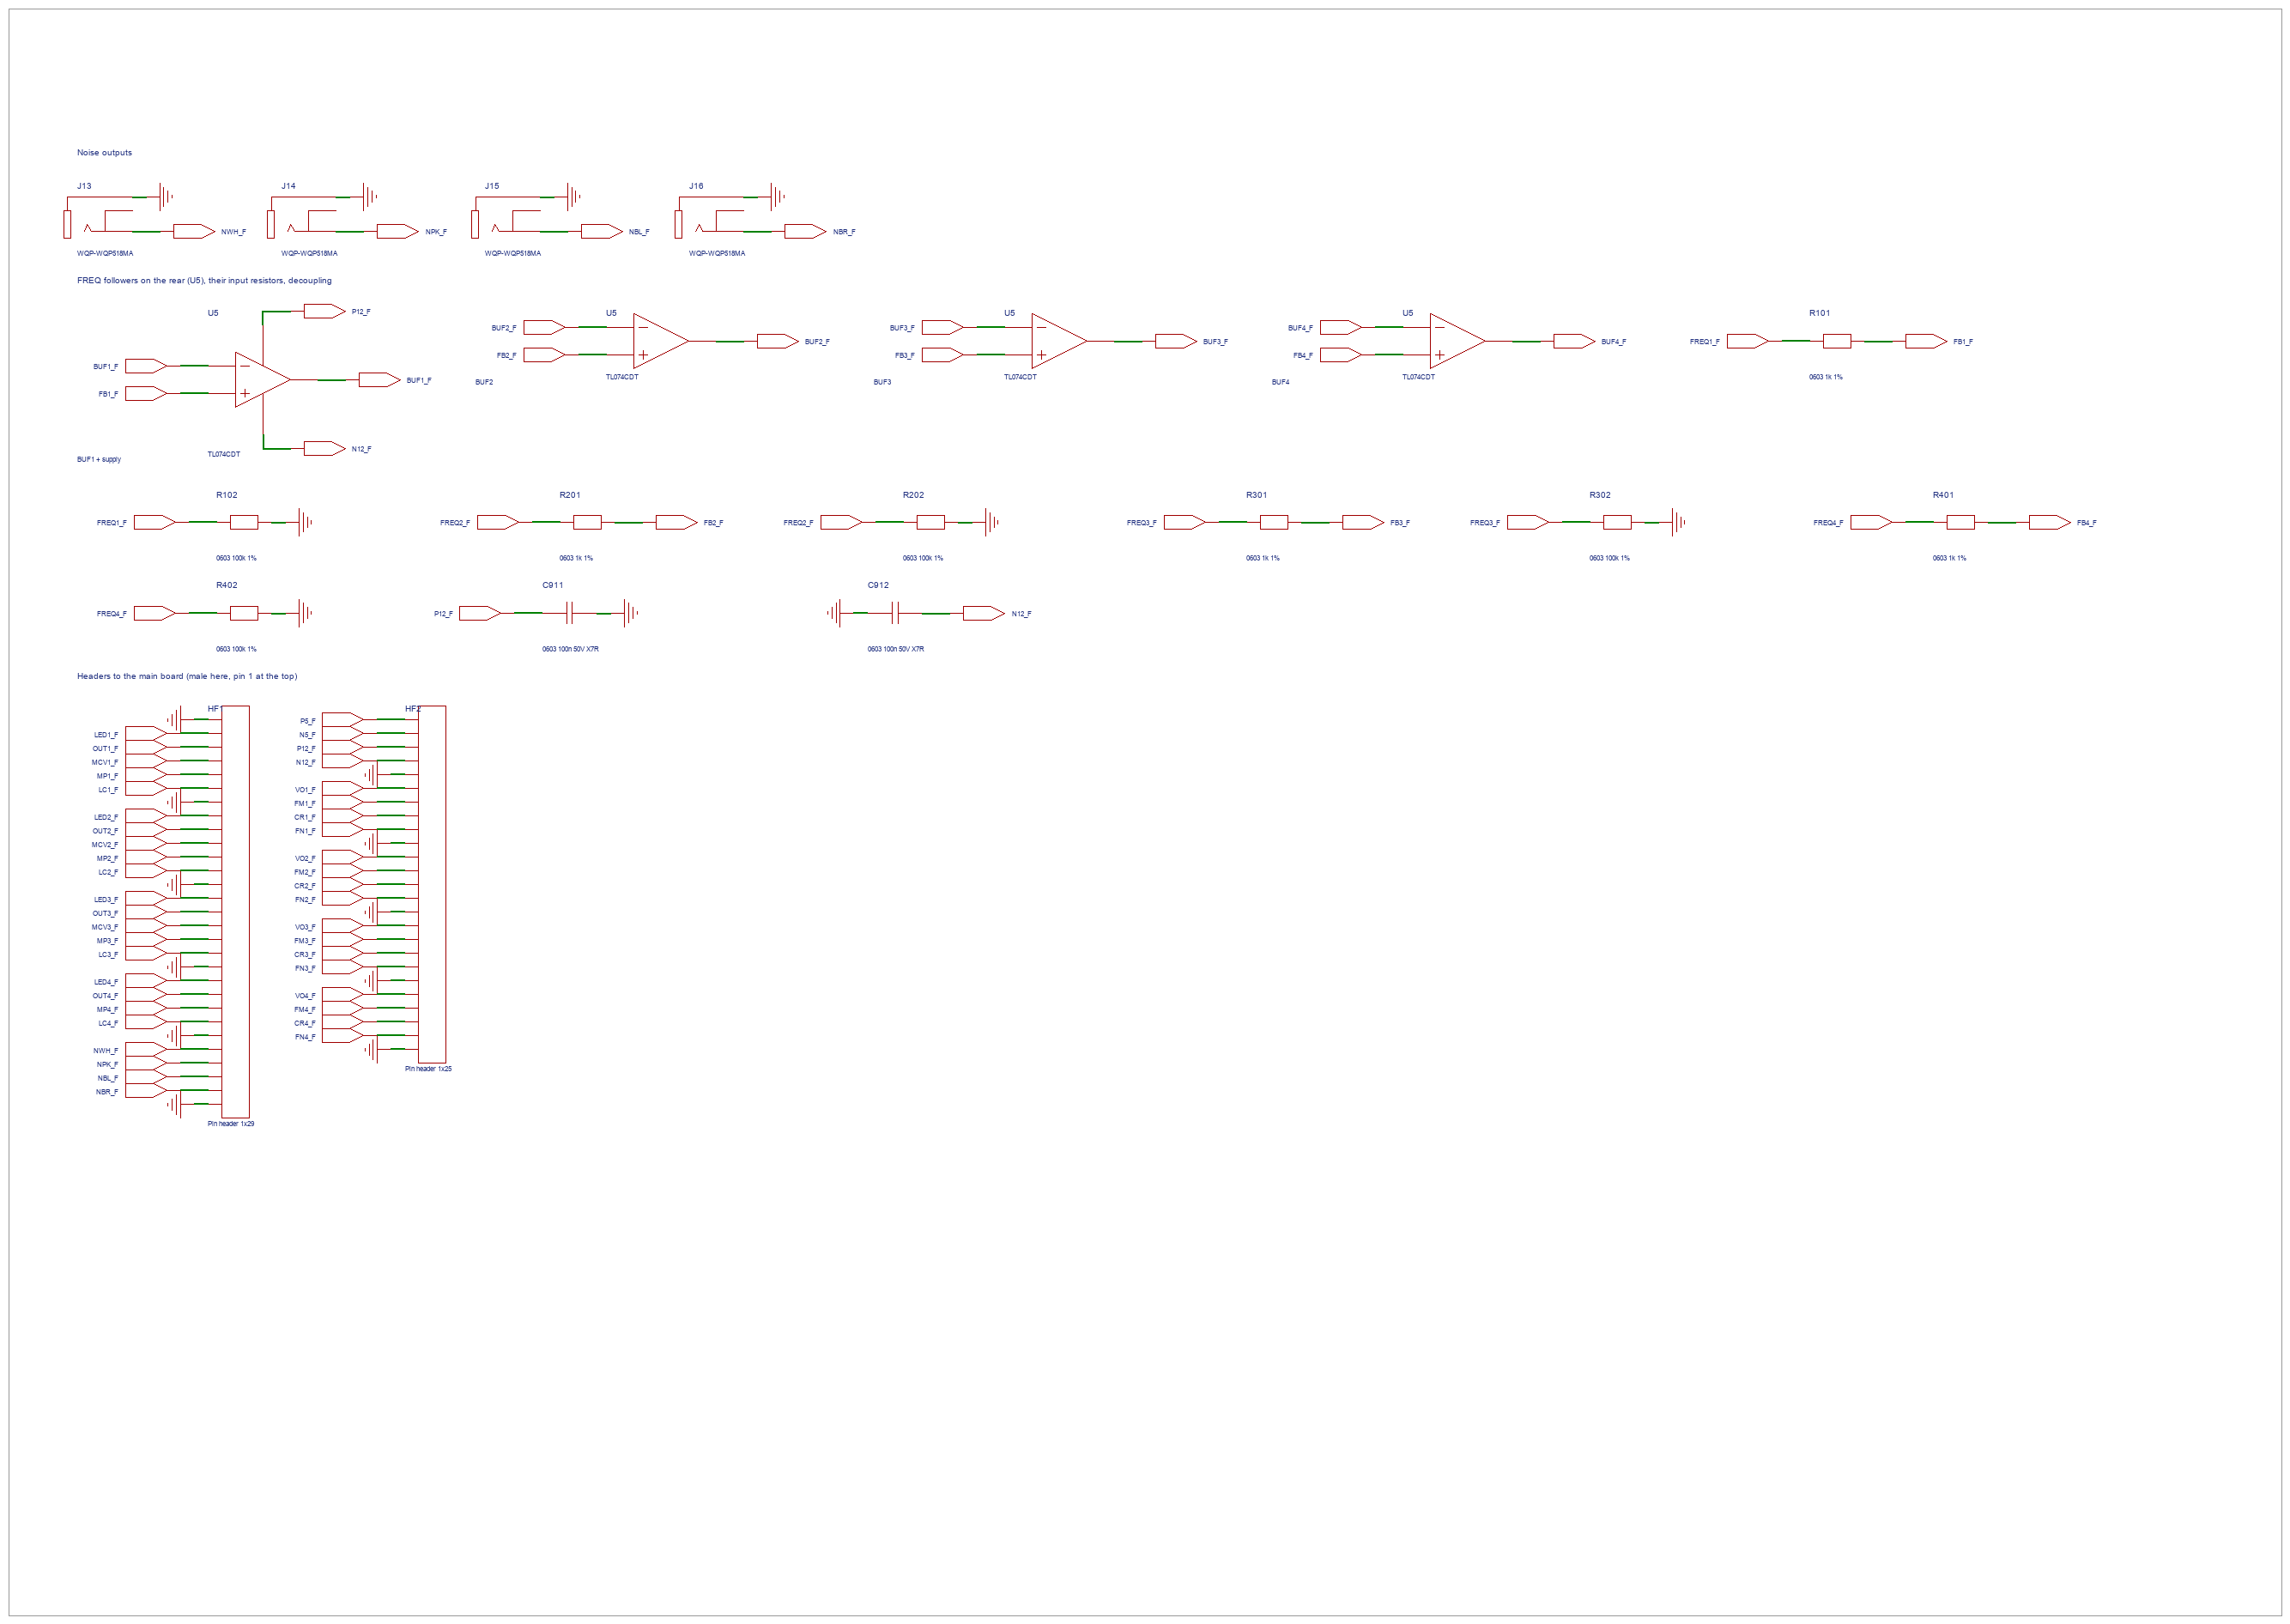 Noise outputs
J13
J14
J15
J16
NWH_F
NPK_F
NBL_F
NBR_F
WQP-WQP518MA
WQP-WQP518MA
WQP-WQP518MA
WQP-WQP518MA
FREQ followers on the rear (U5), their input resistors, decoupling
U5
P12_F
BUF1_F
FB1_F
BUF1_F
N12_F
TL074CDT
BUF1 + supply
U5
BUF2_F
FB2_F
BUF2_F
TL074CDT
BUF2
U5
BUF3_F
FB3_F
BUF3_F
TL074CDT
BUF3
U5
BUF4_F
FB4_F
BUF4_F
TL074CDT
BUF4
R101
FREQ1_F
FB1_F
0603 1k 1%
R102
FREQ1_F
0603 100k 1%
R201
FREQ2_F
FB2_F
0603 1k 1%
R202
FREQ2_F
0603 100k 1%
R301
FREQ3_F
FB3_F
0603 1k 1%
R302
FREQ3_F
0603 100k 1%
R401
FREQ4_F
FB4_F
0603 1k 1%
R402
FREQ4_F
0603 100k 1%
C911
P12_F
0603 100n 50V X7R
C912
N12_F
0603 100n 50V X7R
Headers to the main board (male here, pin 1 at the top)
HF1
LED1_F
OUT1_F
MCV1_F
MP1_F
LC1_F
LED2_F
OUT2_F
MCV2_F
MP2_F
LC2_F
LED3_F
OUT3_F
MCV3_F
MP3_F
LC3_F
LED4_F
OUT4_F
MP4_F
LC4_F
NWH_F
NPK_F
NBL_F
NBR_F
Pin header 1x29
HF2
P5_F
N5_F
P12_F
N12_F
VO1_F
FM1_F
CR1_F
FN1_F
VO2_F
FM2_F
CR2_F
FN2_F
VO3_F
FM3_F
CR3_F
FN3_F
VO4_F
FM4_F
CR4_F
FN4_F
Pin header 1x25